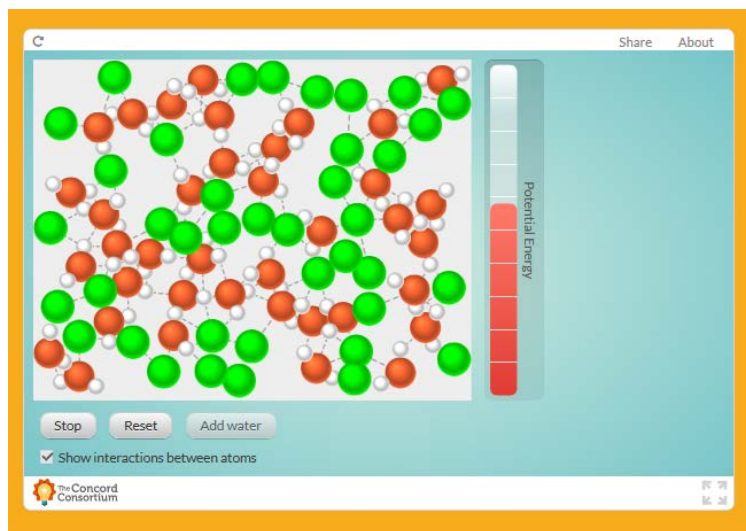 Share About
Potential Energy
Stop Reset Add water
Show interactions between atoms
The Concord
Consortium